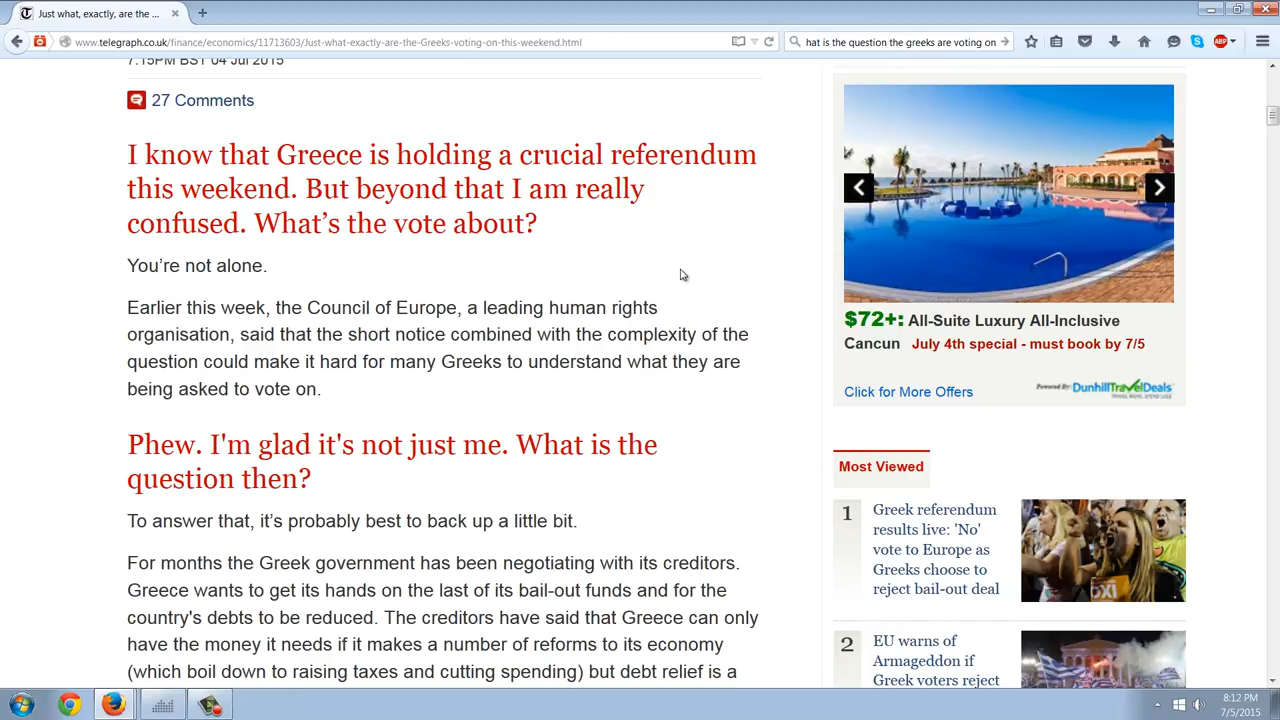 Just what, exactly, are the ...
www.telegraph.co.uk/finance/economics/11713603/Just-what-exactly-are-the-Greeks-voting-on-this-weekend.html
hat is the question the greeks are voting on
ABP
7:15PM BST 04 Jul 2015
27 Comments
I know that Greece is holding a crucial referendum
this weekend. But beyond that I am really
confused. What’s the vote about?
You’re not alone.
Earlier this week, the Council of Europe, a leading human rights
organisation, said that the short notice combined with the complexity of the
question could make it hard for many Greeks to understand what they are
being asked to vote on.
Phew. I'm glad it's not just me. What is the
question then?
To answer that, it’s probably best to back up a little bit.
For months the Greek government has been negotiating with its creditors.
Greece wants to get its hands on the last of its bail-out funds and for the
country's debts to be reduced. The creditors have said that Greece can only
have the money it needs if it makes a number of reforms to its economy
(which boil down to raising taxes and cutting spending) but debt relief is a
$72+: All-Suite Luxury All-Inclusive
Cancun July 4th special - must book by 7/5
Click for More Offers
Powered By: DunhillTravelDeals
Most Viewed
1
Greek referendum
results live: 'No'
vote to Europe as
Greeks choose to
reject bail-out deal
OXI
2
EU warns of
Armageddon if
Greek voters reject
8:12 PM
7/5/2015